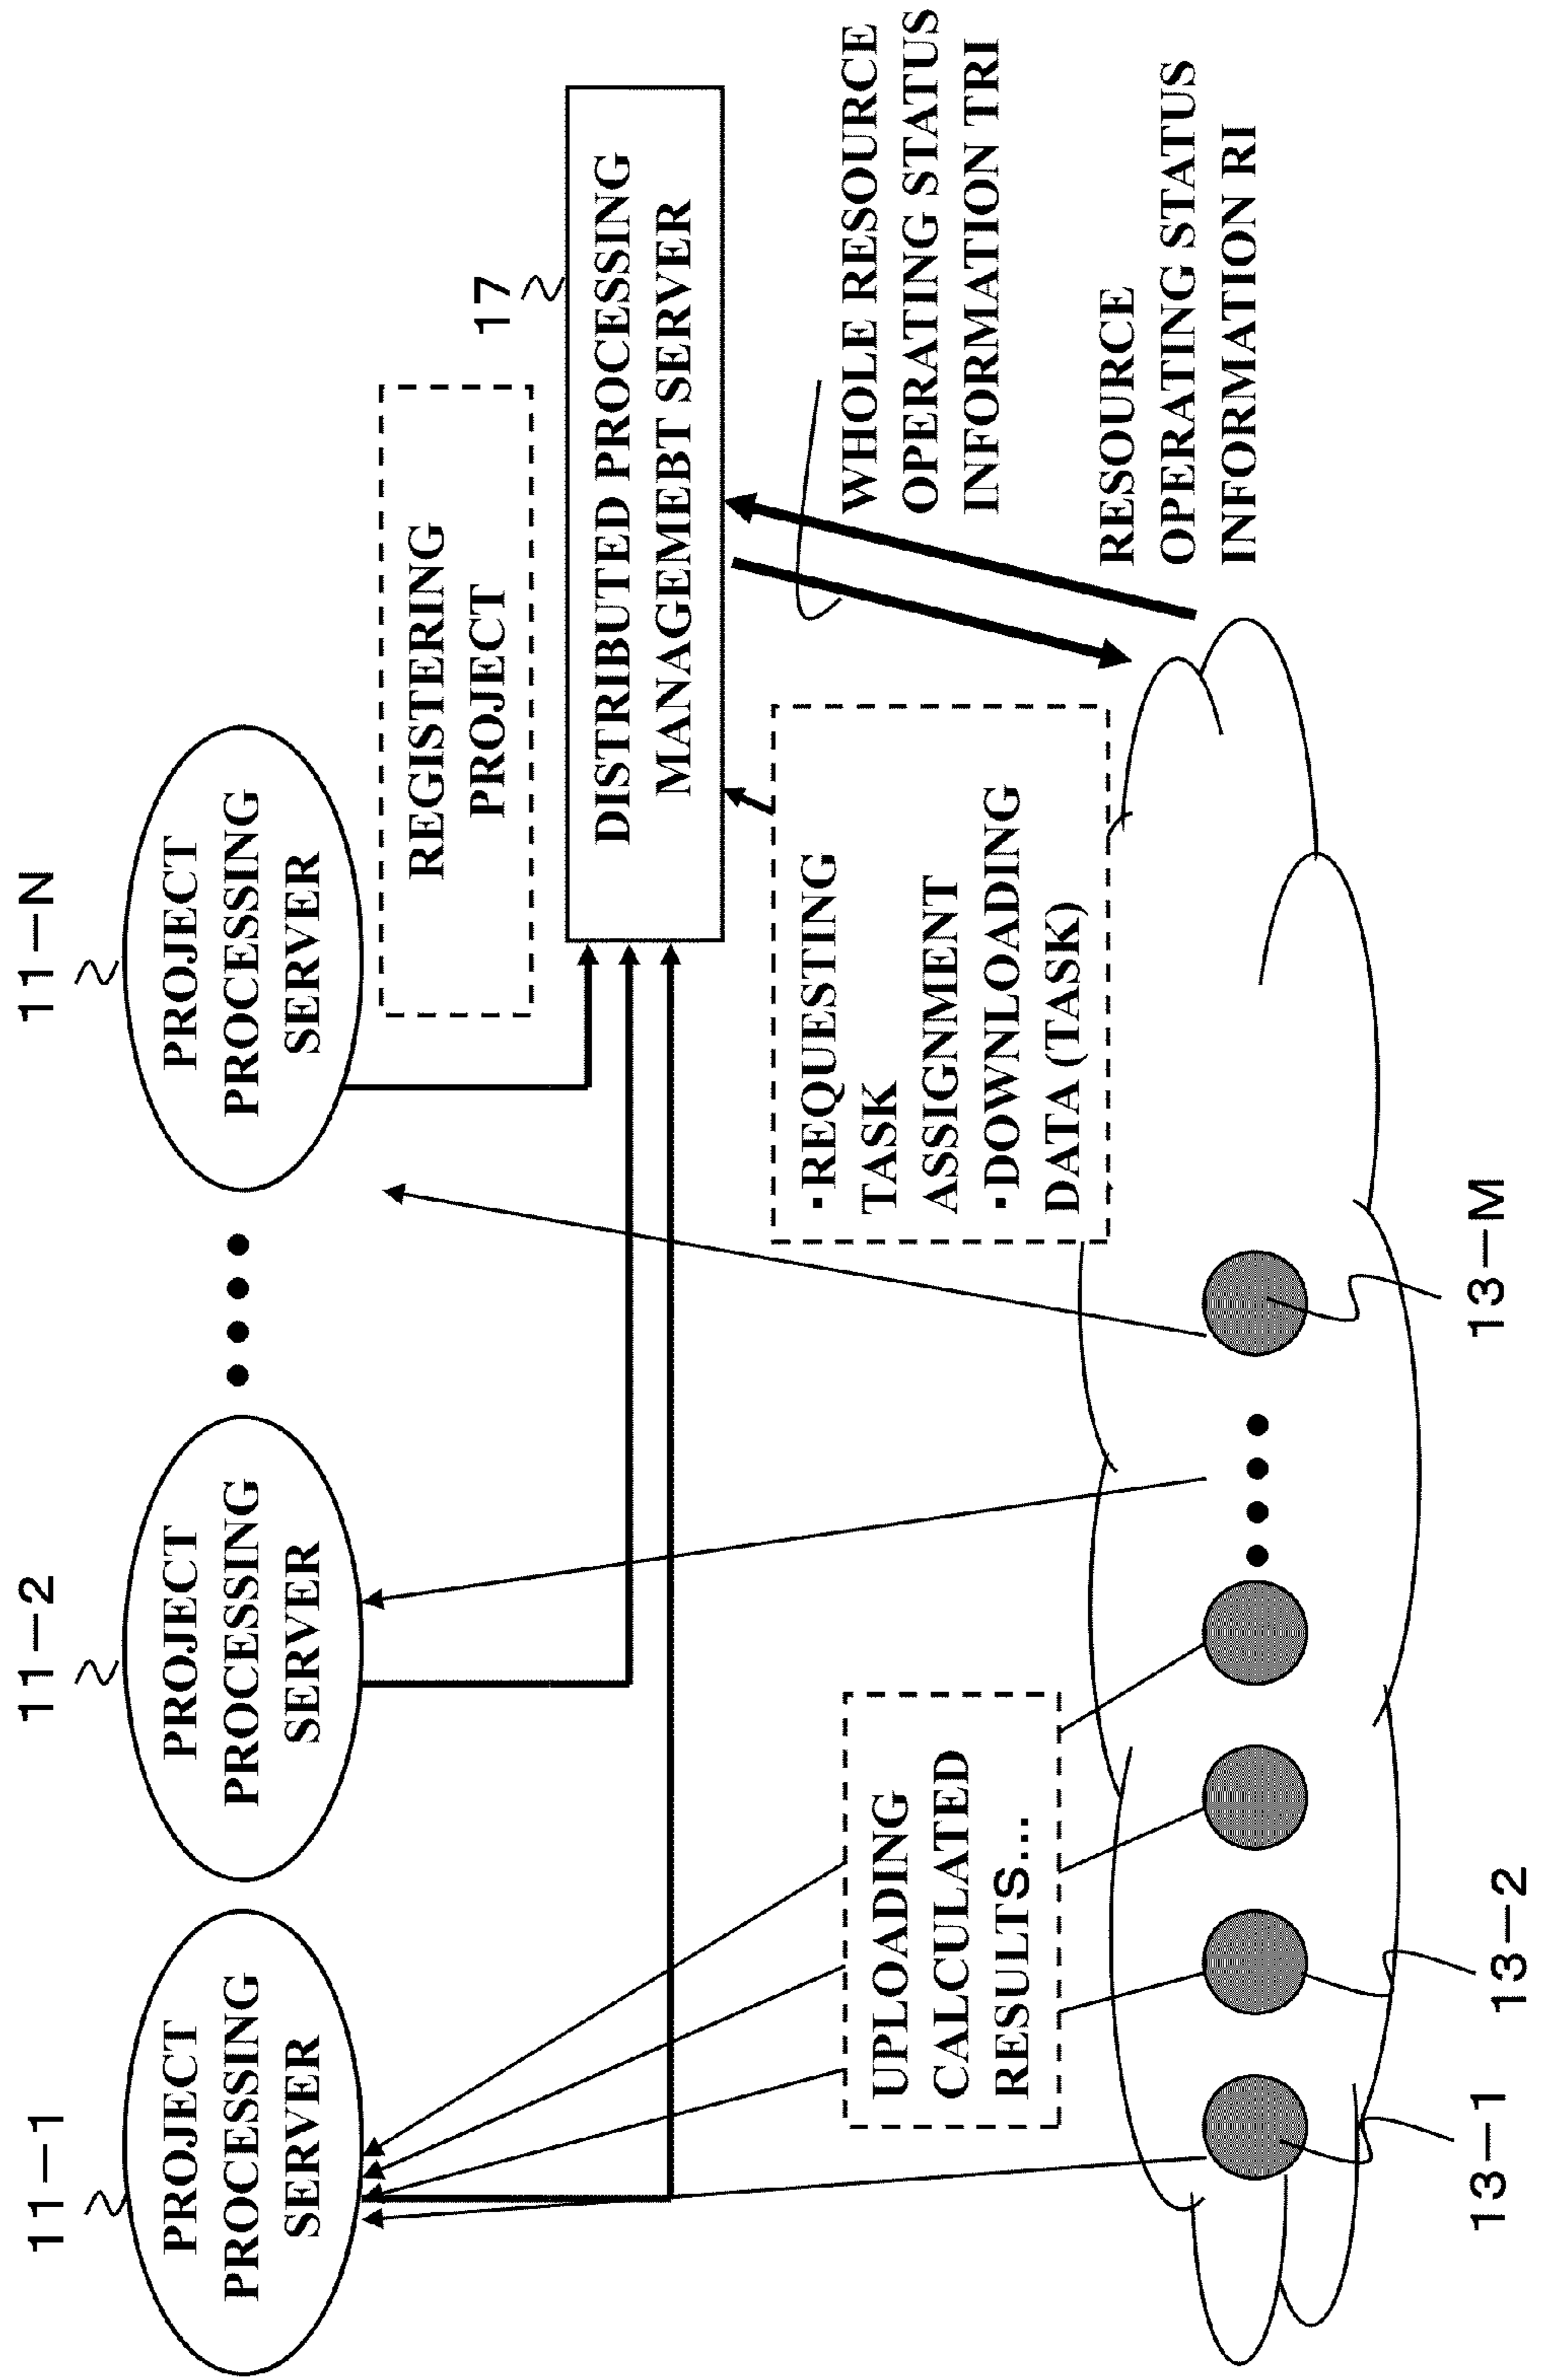 11—1
PROJECT
PROCESSING
SERVER
11—2
PROJECT
PROCESSING
SERVER
11—N
PROJECT
PROCESSING
SERVER
REGISTERING
PROJECT
17
DISTRIBUTED PROCESSING
MANAGEMEBT SERVER
UPLOADING
CALCULATED
RESULTS...
·REQUESTING
TASK
ASSIGNMENT
·DOWNLOADING
DATA (TASK)
WHOLE RESOURCE
OPERATING STATUS
INFORMATION TRI
RESOURCE
OPERATING STATUS
INFORMATION RI
13—1
13—2
13—M